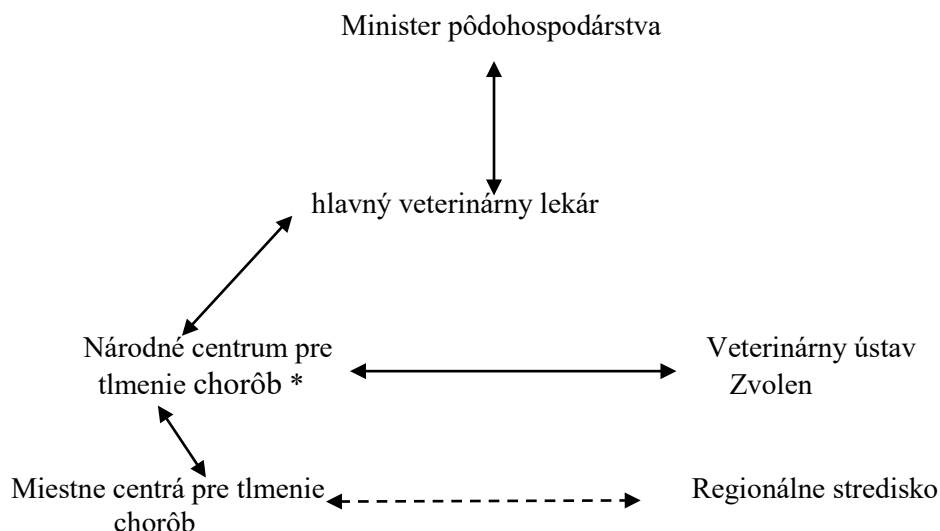 Minister pôdohospodárstva
hlavný veterinárny lekár
Národné centrum pre
tlmenie chorôb *
Veterinárny ústav
Zvolen
Miestne centrá pre tlmenie
chorôb
Regionálne stredisko